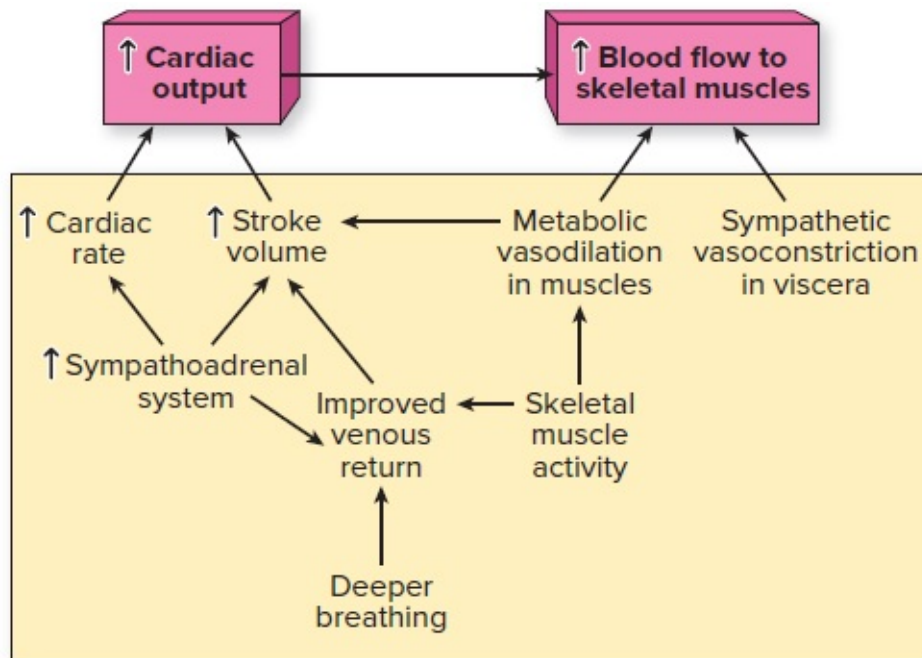 ↑ Cardiac
output
↑ Blood flow to
skeletal muscles
↑ Cardiac
rate
↑ Stroke
volume
Metabolic
vasodilation
in muscles
Sympathetic
vasoconstriction
in viscera
↑ Sympathoadrenal
system
Improved
venous
return
Skeletal
muscle
activity
Deeper
breathing